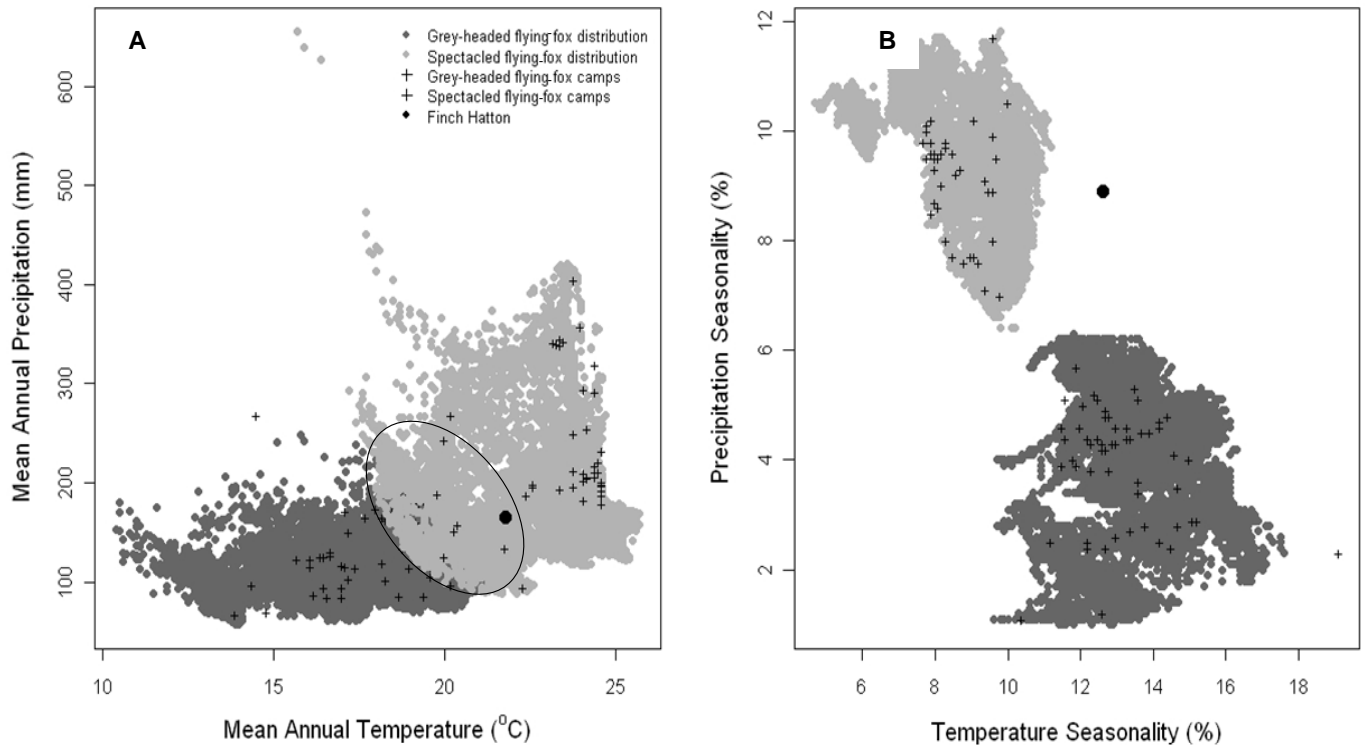 A
Grey-headed flying-fox distribution
Spectacled flying-fox distribution
Grey-headed flying-fox camps
Spectacled flying-fox camps
Finch Hatton
Mean Annual Precipitation (mm)
600
500
400
300
200
100
10 15 20 25
Mean Annual Temperature (⁰C)
B
Precipitation Seasonality (%)
12
10
8
6
4
2
6 8 10 12 14 16 18
Temperature Seasonality (%)